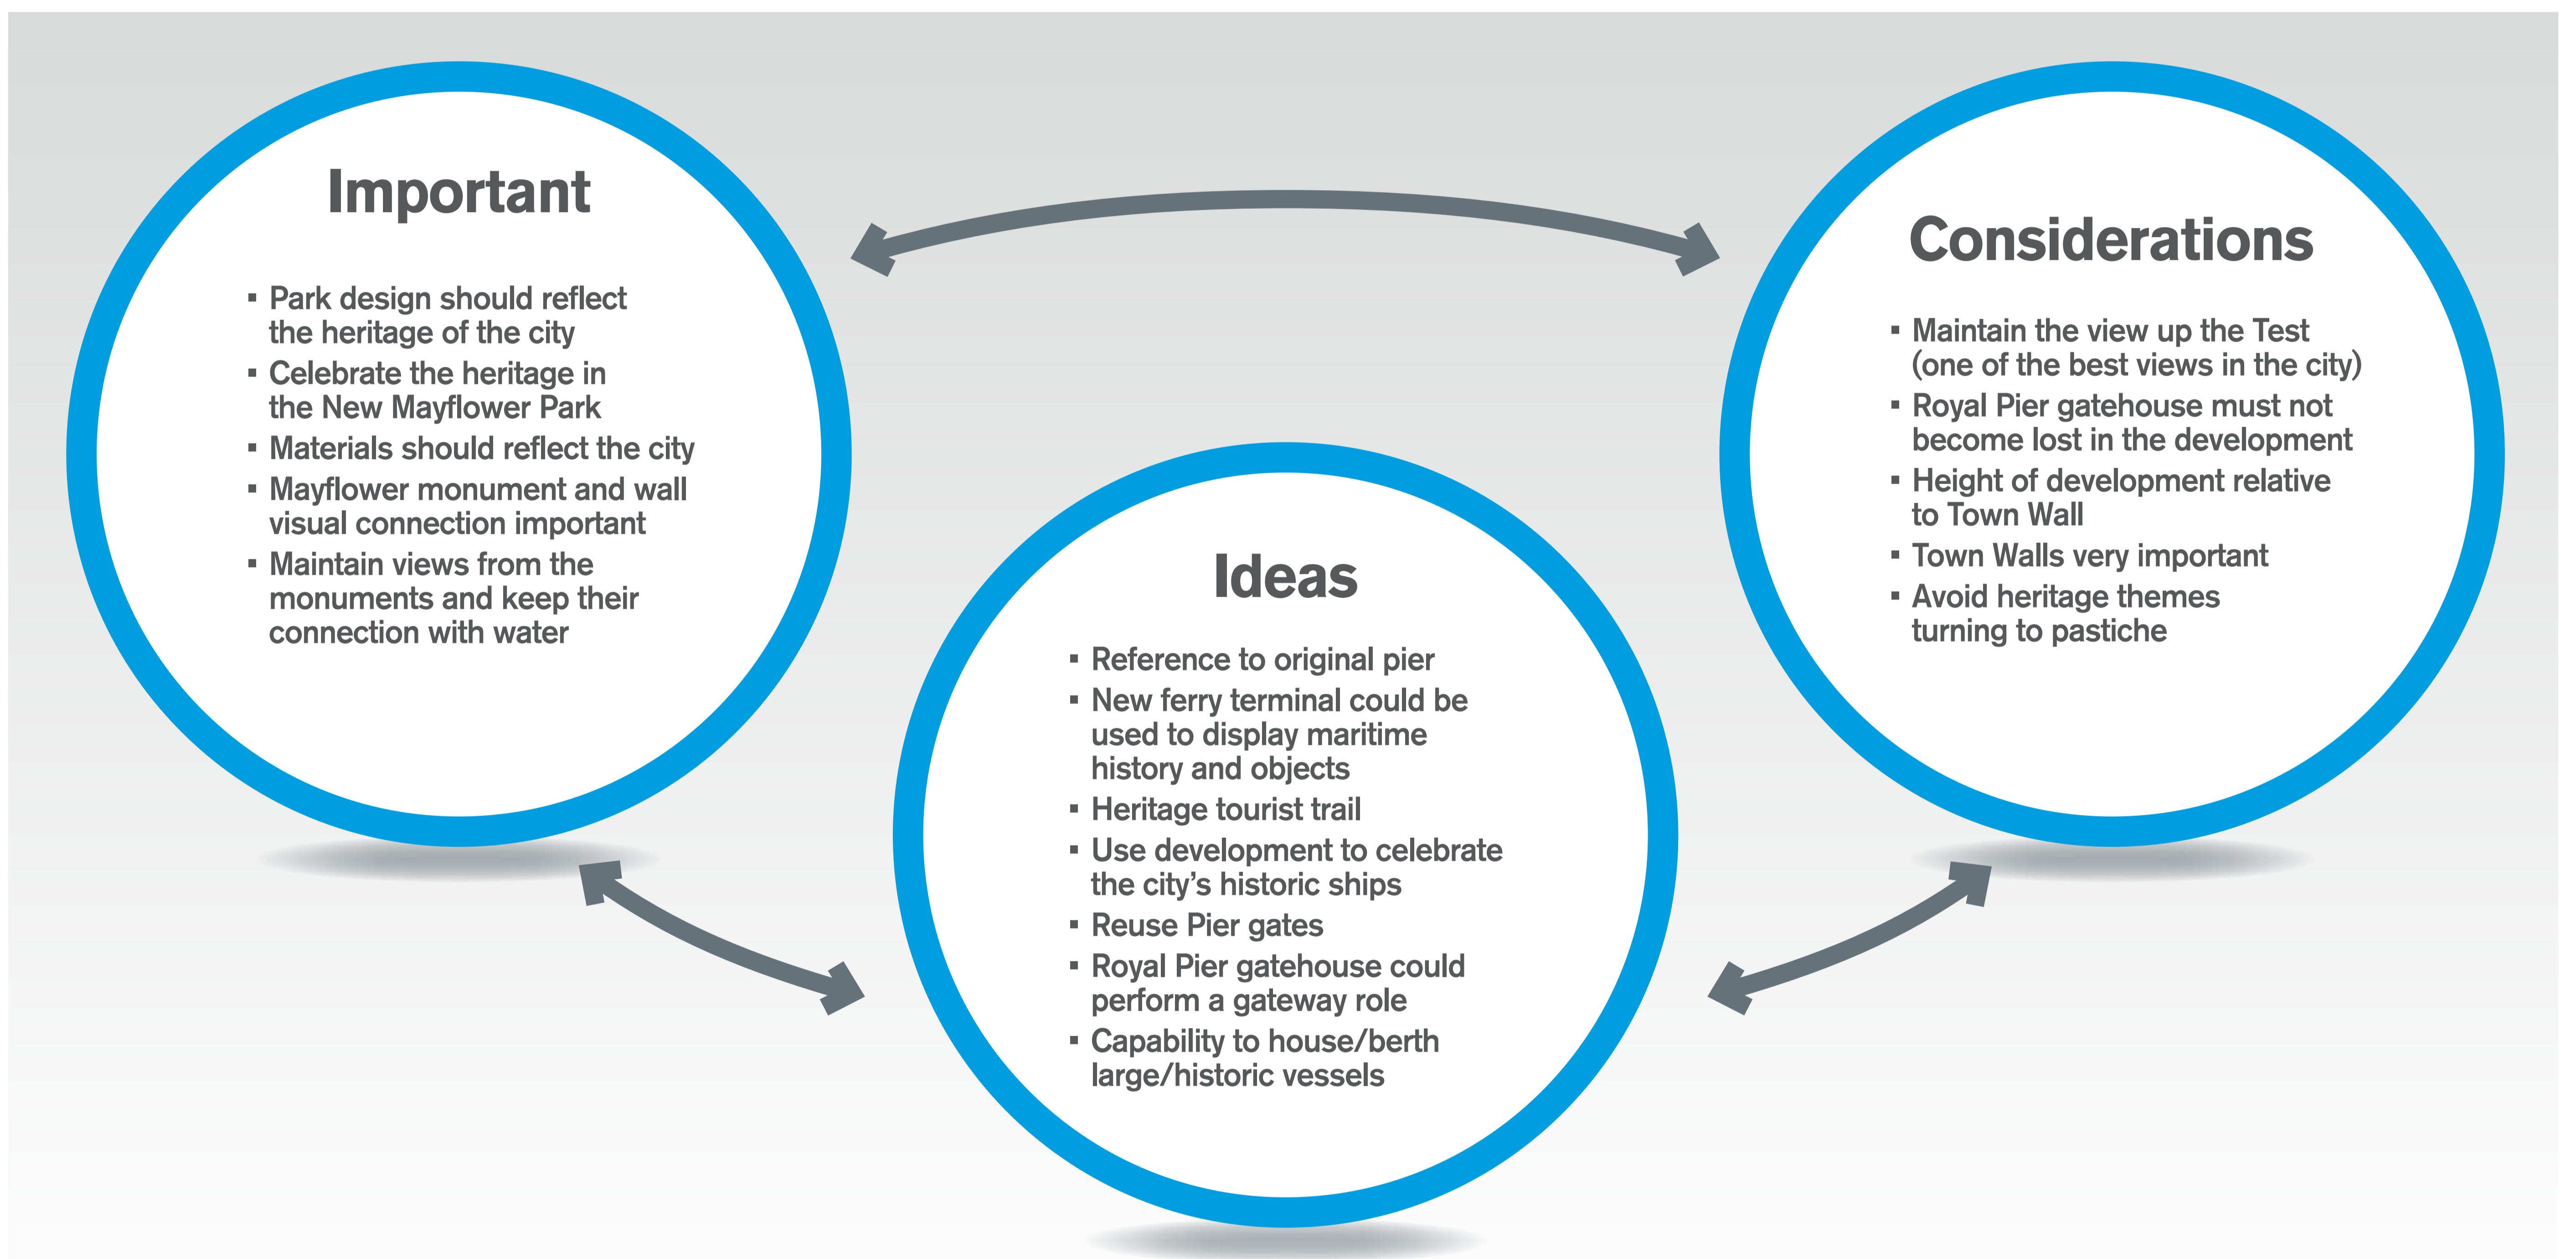 Important
▪ Park design should reflect
the heritage of the city
▪ Celebrate the heritage in
the New Mayflower Park
▪ Materials should reflect the city
▪ Mayflower monument and wall
visual connection important
▪ Maintain views from the
monuments and keep their
connection with water
Ideas
▪ Reference to original pier
▪ New ferry terminal could be
used to display maritime
history and objects
▪ Heritage tourist trail
▪ Use development to celebrate
the city’s historic ships
▪ Reuse Pier gates
▪ Royal Pier gatehouse could
perform a gateway role
▪ Capability to house/berth
large/historic vessels
Considerations
▪ Maintain the view up the Test
(one of the best views in the city)
▪ Royal Pier gatehouse must not
become lost in the development
▪ Height of development relative
to Town Wall
▪ Town Walls very important
▪ Avoid heritage themes
turning to pastiche